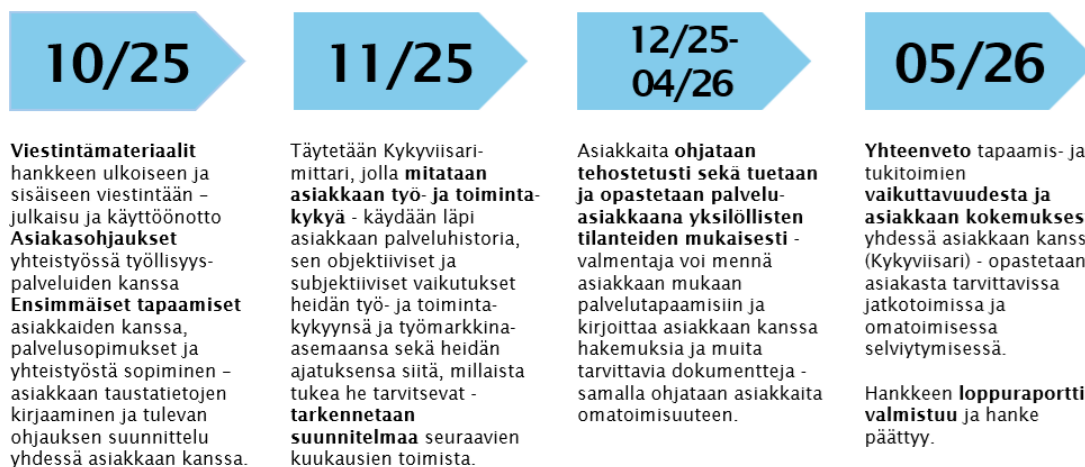 10/25
Viestintämateriaalit
hankkeen ulkoiseen ja
sisäiseen viestintään –
julkaisu ja käyttöönotto
Asiakasohjaukset
yhteistyössä työllisyys-
palveluiden kanssa
Ensimmäiset tapaamiset
asiakkaiden kanssa,
palvelusopimukset ja
yhteistyöstä sopiminen –
asiakkaan taustatietojen
kirjaaminen ja tulevan
ohjauksen suunnittelu
yhdessä asiakkaan kanssa.
11/25
Täytetään Kykyviisari-
mittari, jolla mitataan
asiakkaan työ- ja toiminta-
kykyä - käydään läpi
asiakkaan palveluhistoria,
sen objektiiviset ja
subjektiiviset vaikutukset
heidän työ- ja toiminta-
kykyynsä ja työmarkkina-
asemaansa sekä heidän
ajatuksensa siitä, millaista
tukea he tarvitsevat -
tarkennetaan
suunnitelmaa seuraavien
kuukausien toimista.
12/25-
04/26
Asiakkaita ohjataan
tehostetusti sekä tuetaan
ja opastetaan palvelu-
asiakkaana yksilöllisten
tilanteiden mukaisesti -
valmentaja voi mennä
asiakkaan mukaan
palvelutapaamisiin ja
kirjoittaa asiakkaan kanssa
hakemuksia ja muita
tarvittavia dokumentteja -
samalla ohjataan asiakkaita
omatoimisuuteen.
05/26
Yhteenveto tapaamis- ja
tukitoimien
vaikuttavuudesta ja
asiakkaan kokemukses
yhdessä asiakkaan kanss
(Kykyviisari) - opastetaan
asiakasta tarvittavissa
jatkotoimissa ja
omatoimisessa
selviytymisessä.
Hankkeen loppuraportti
valmistuu ja hanke
päättyy.